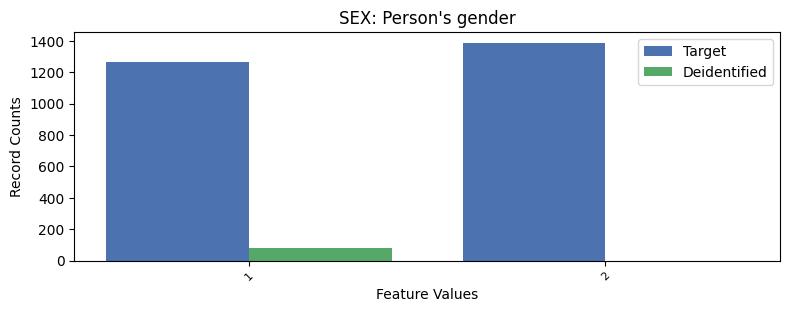 SEX: Person's gender
Target
Deidentified
Record Counts
1400
1200
1000
800
600
400
200
0
1
2
Feature Values